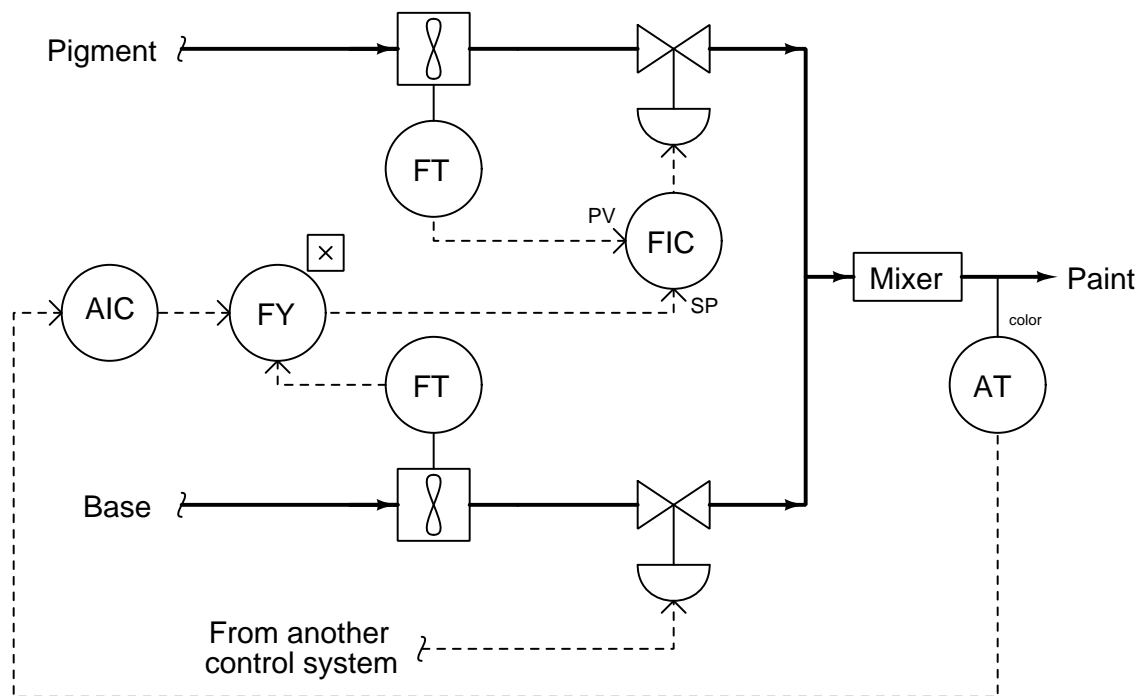 Pigment
FT
PV
FIC
×
AIC
FY
SP
Mixer
Paint
color
FT
AT
Base
From another
control system